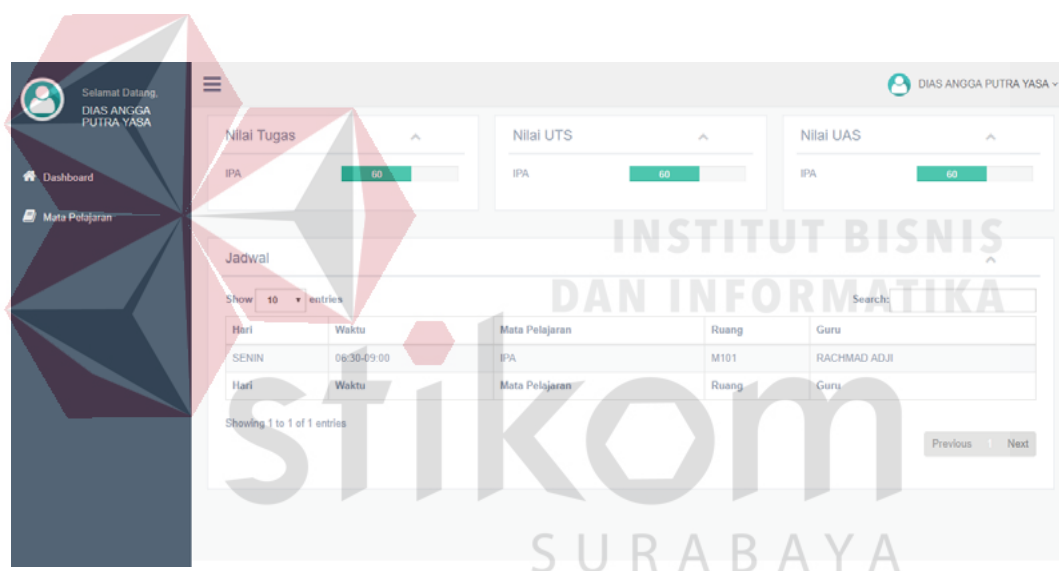 Selamat Datang,
DIAS ANGGA
PUTRA YASA
Dashboard
Mata Pelajaran
DIAS ANGGA PUTRA YASA
Nilai Tugas
IPA 60
Nilai UTS
IPA 60
Nilai UAS
IPA 60
Jadwal
Show 10 entries Search:
Hari Waktu Mata Pelajaran Ruang Guru
SENIN 06:30-09:00 IPA M101 RACHMAD ADJI
Hari Waktu Mata Pelajaran Ruang Guru
Showing 1 to 1 of 1 entries
Previous 1 Next
INSTITUT BISNIS
DAN INFORMATIKA
stikom
SURABAYA